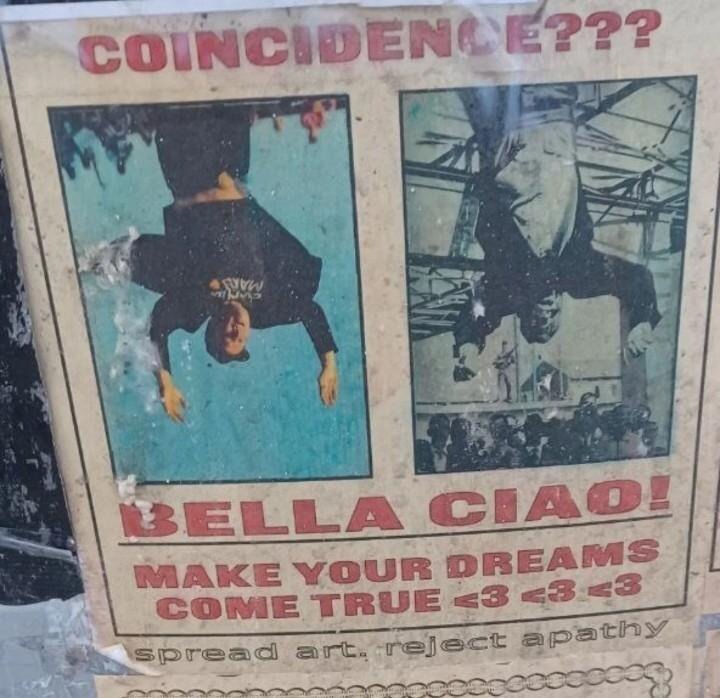 COINCIDENCE???
BELLA CIAO!
MAKE YOUR DREAMS
COME TRUE <3 <3 <3
spread art. reject apathy